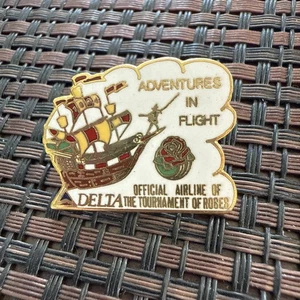 ADVENTURES
IN
FLIGHT
OFFICIAL AIRLINE OF
DELTA THE TOURNAMENT OF ROSES